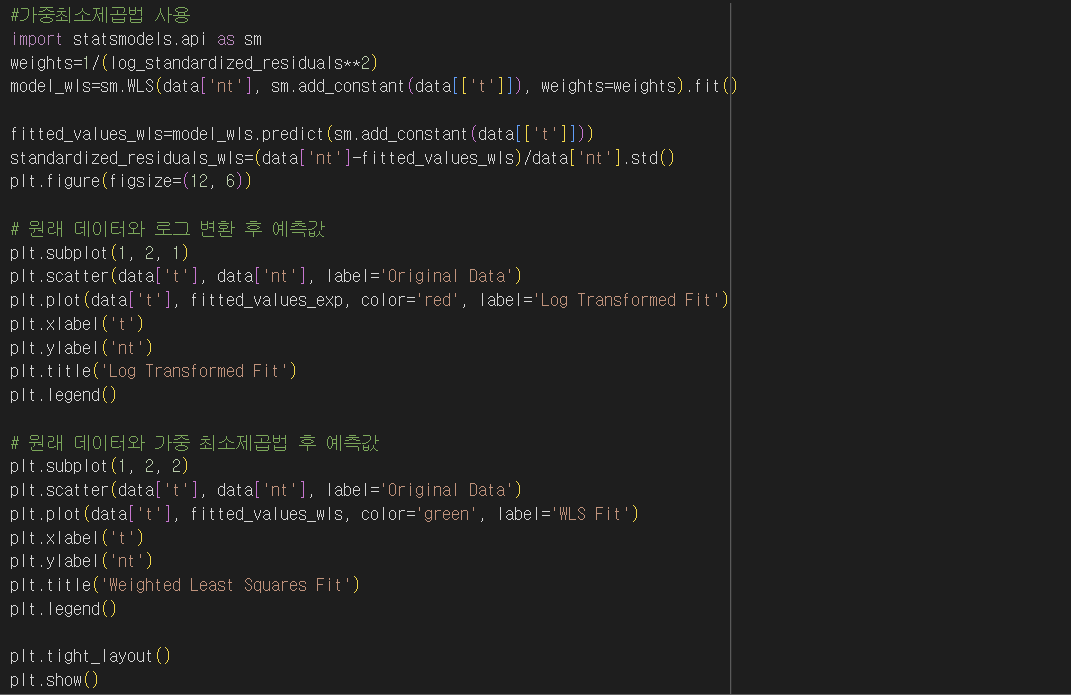 #가중최소제곱법 사용
import statsmodels.api as sm
weights=1/(log_standardized_residuals**2)
model_wls=sm.WLS(data['nt'], sm.add_constant(data[['t']]), weights=weights).fit()
fitted_values_wls=model_wls.predict(sm.add_constant(data[['t']]))
standardized_residuals_wls=(data['nt']-fitted_values_wls)/data['nt'].std()
plt.figure(figsize=(12, 6))
# 원래 데이터와 로그 변환 후 예측값
plt.subplot(1, 2, 1)
plt.scatter(data['t'], data['nt'], label='Original Data')
plt.plot(data['t'], fitted_values_exp, color='red', label='Log Transformed Fit')
plt.xlabel('t')
plt.ylabel('nt')
plt.title('Log Transformed Fit')
plt.legend()
# 원래 데이터와 가중 최소제곱법 후 예측값
plt.subplot(1, 2, 2)
plt.scatter(data['t'], data['nt'], label='Original Data')
plt.plot(data['t'], fitted_values_wls, color='green', label='WLS Fit')
plt.xlabel('t')
plt.ylabel('nt')
plt.title('Weighted Least Squares Fit')
plt.legend()
plt.tight_layout()
plt.show()